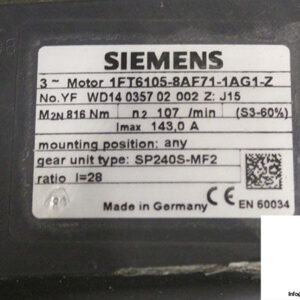 SIEMENS
3 ~ Motor 1FT6105-8AF71-1AG1-Z
No.YF WD14 0357 02 002 Z: J15
M2N 816 Nm n2 107 /min (S3-60%)
Imax 143,0 A
mounting position: any
gear unit type: SP240S-MF2
ratio I=28
Made in Germany CE EN 60034